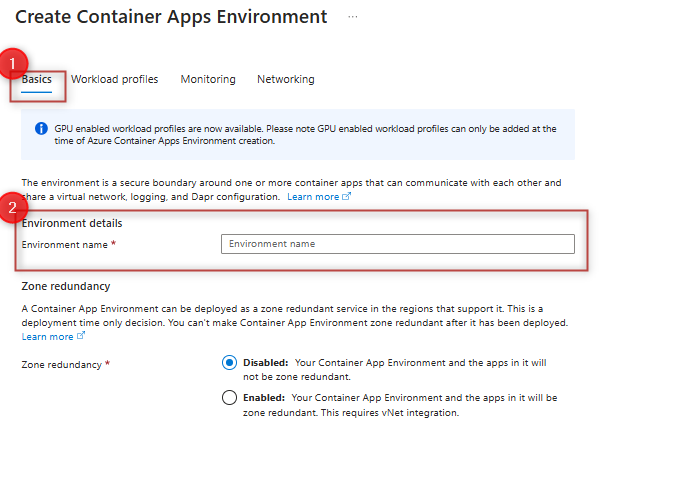 Create Container Apps Environment ...
1
Basics Workload profiles Monitoring Networking
GPU enabled workload profiles are now available. Please note GPU enabled workload profiles can only be added at the
time of Azure Container Apps Environment creation.
The environment is a secure boundary around one or more container apps that can communicate with each other and
share a virtual network, logging, and Dapr configuration. Learn more
2
Environment details
Environment name * Environment name
Zone redundancy
A Container App Environment can be deployed as a zone redundant service in the regions that support it. This is a
deployment time only decision. You can't make Container App Environment zone redundant after it has been deployed.
Learn more
Zone redundancy * Disabled: Your Container App Environment and the apps in it will
not be zone redundant.
Enabled: Your Container App Environment and the apps in it will be
zone redundant. This requires vNet integration.